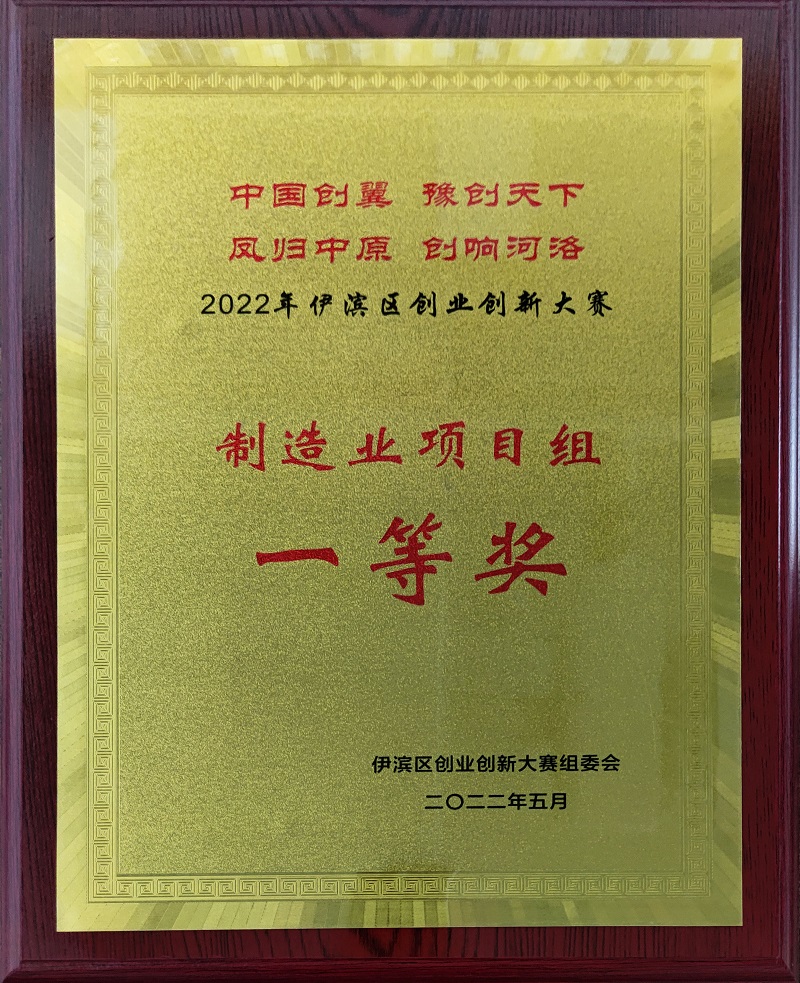 中国创翼 豫创天下
凤归中原 创响河洛
2022年伊滨区创业创新大赛
制造业项目组
一等奖
伊滨区创业创新大赛组委会
二〇二二年五月